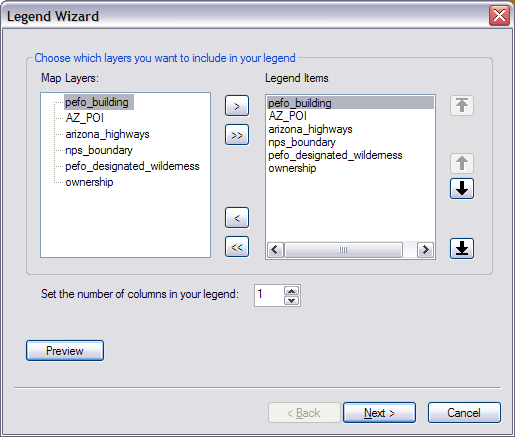 Legend Wizard
Choose which layers you want to include in your legend
Map Layers:
pefo_building
AZ_POI
arizona_highways
nps_boundary
pefo_designated_wilderness
ownership
>
>>
<
<<
Legend Items
pefo_building
AZ_POI
arizona_highways
nps_boundary
pefo_designated_wilderness
ownership
Set the number of columns in your legend: 1
Preview
< Back Next > Cancel